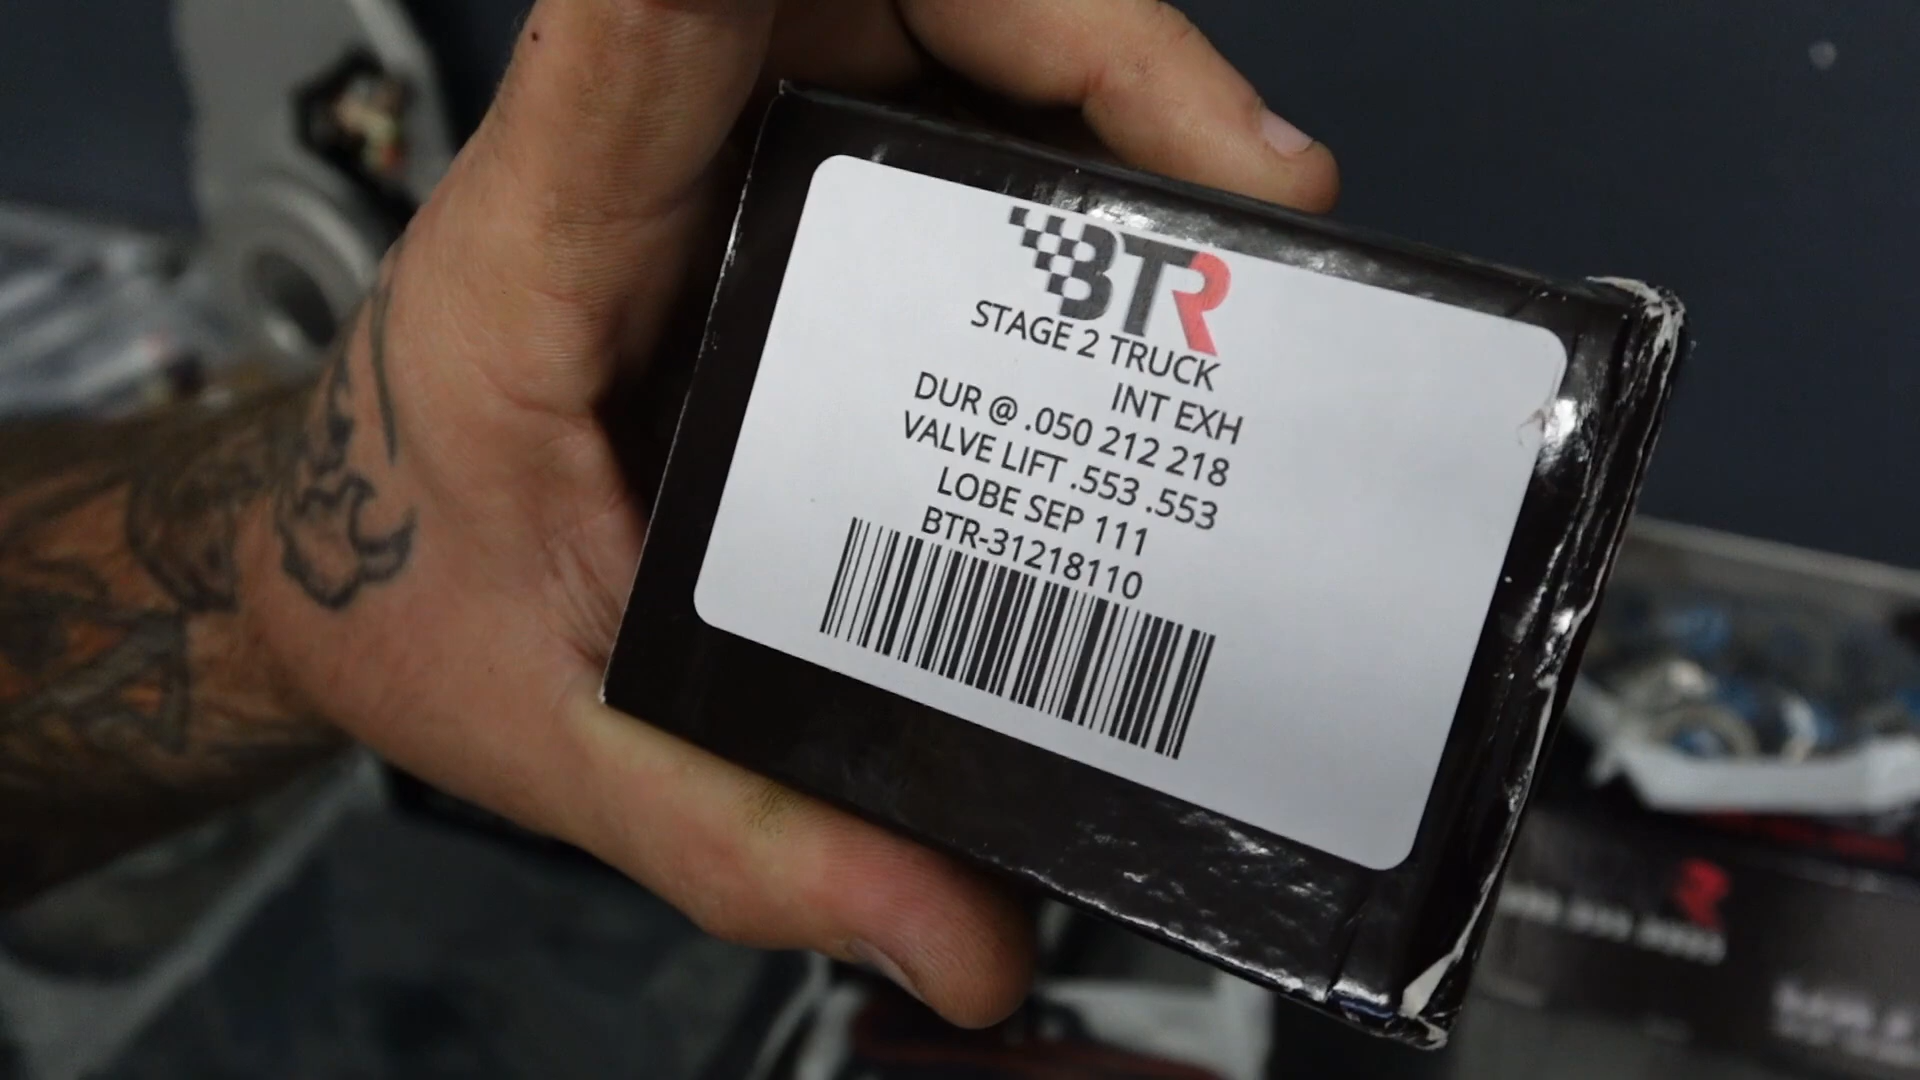 BTR
STAGE 2 TRUCK
INT EXH
DUR @ .050 212 218
VALVE LIFT .553 .553
LOBE SEP 111
BTR-31218110